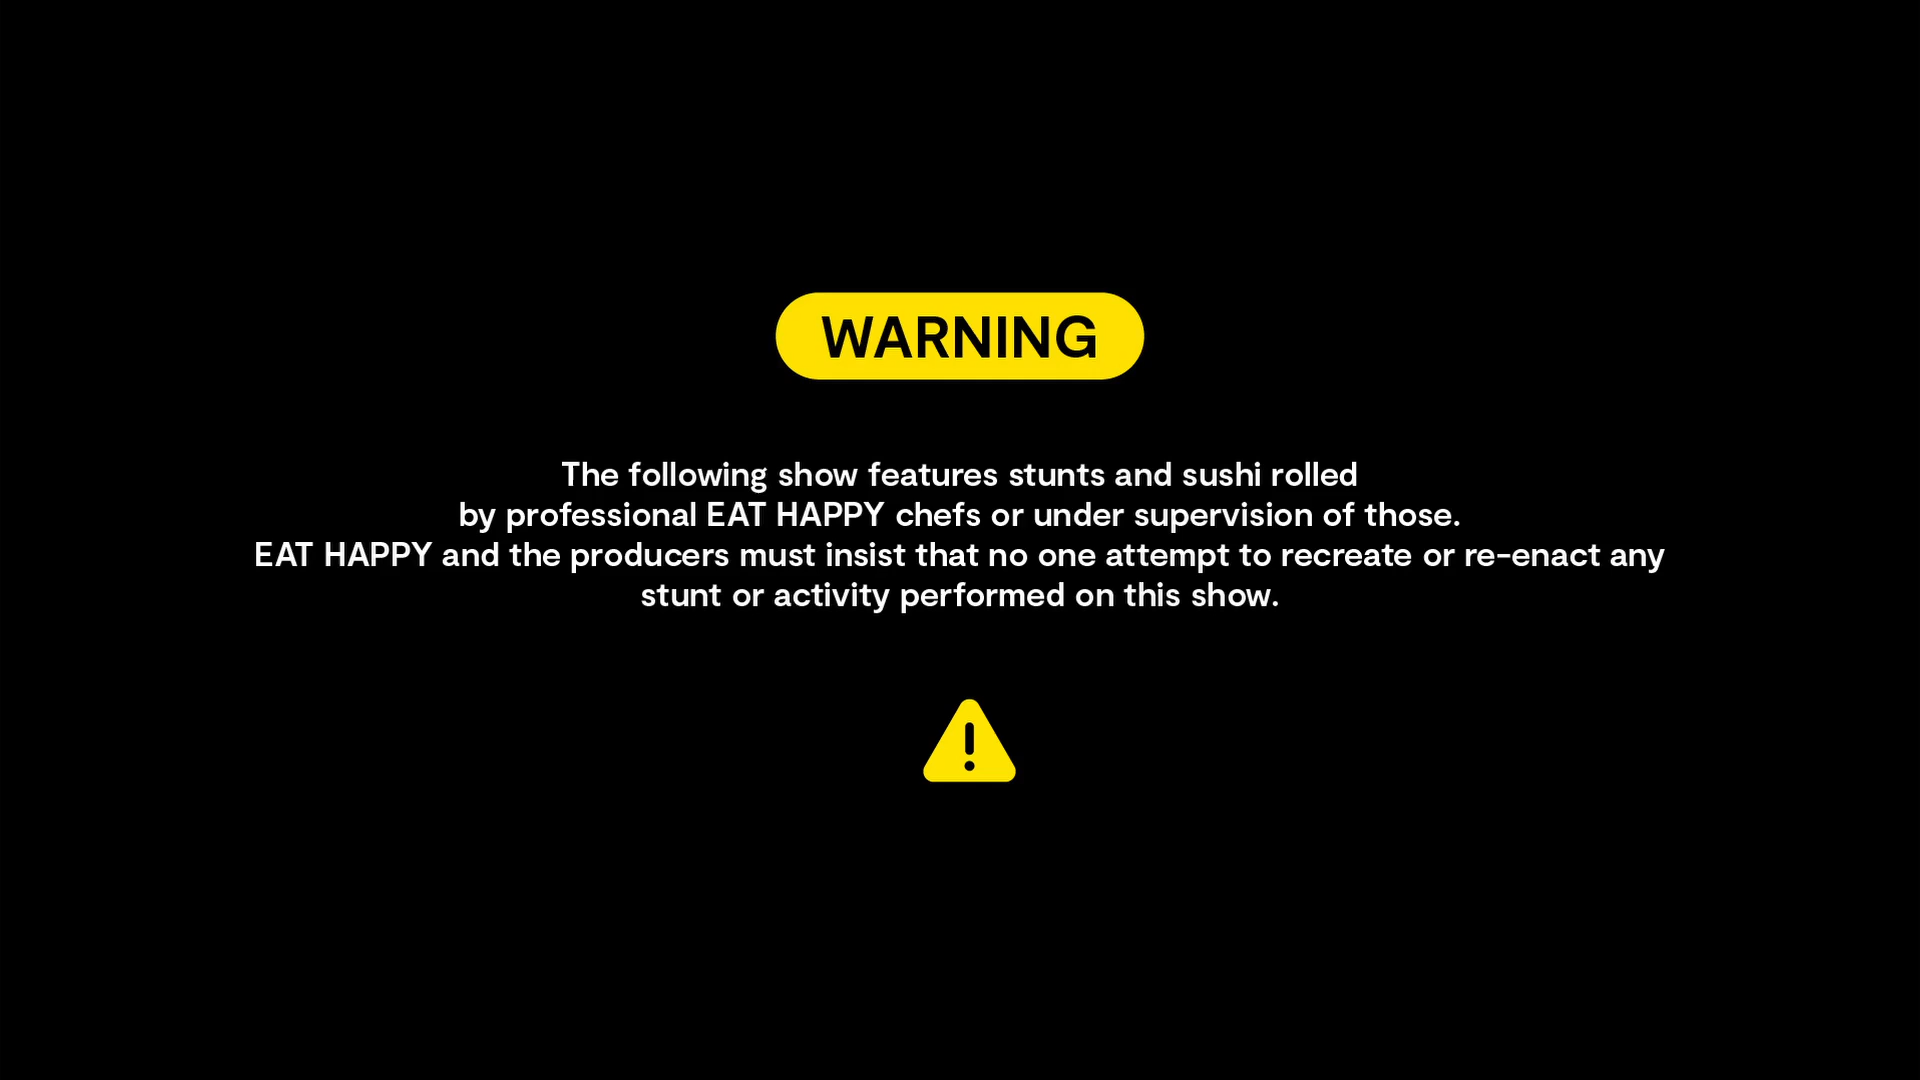 WARNING
The following show features stunts and sushi rolled
by professional EAT HAPPY chefs or under supervision of those.
EAT HAPPY and the producers must insist that no one attempt to recreate or re-enact any
stunt or activity performed on this show.